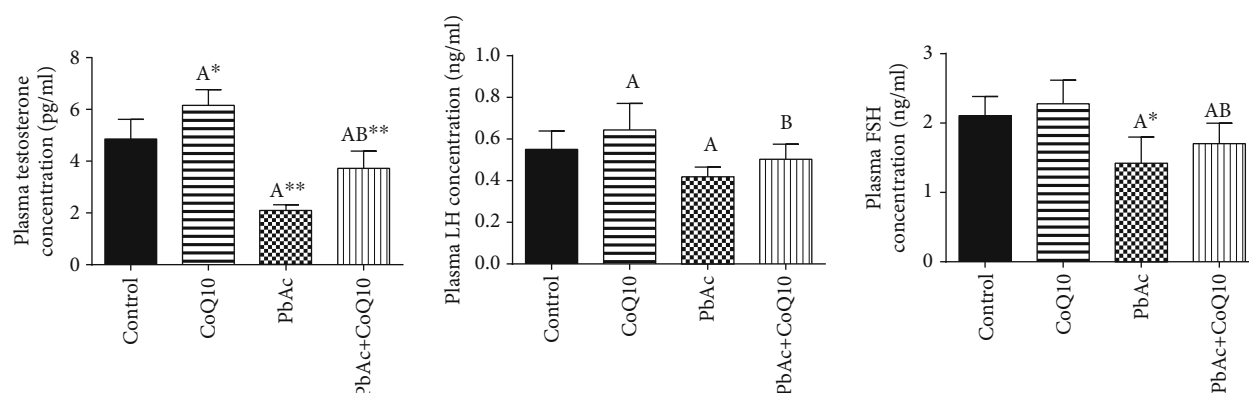 Plasma testosterone
concentration (pg/ml)
8
6
4
2
0
A*
A**
AB**
Control
CoQ10
PbAc
PbAc+CoQ10
Plasma LH concentration (ng/ml)
1.0
0.8
0.6
0.4
0.2
0.0
A
A
B
Control
CoQ10
PbAc
PbAc+CoQ10
Plasma FSH
concentration (ng/ml)
3
2
1
0
A*
AB
Control
CoQ10
PbAc
PbAc+CoQ10